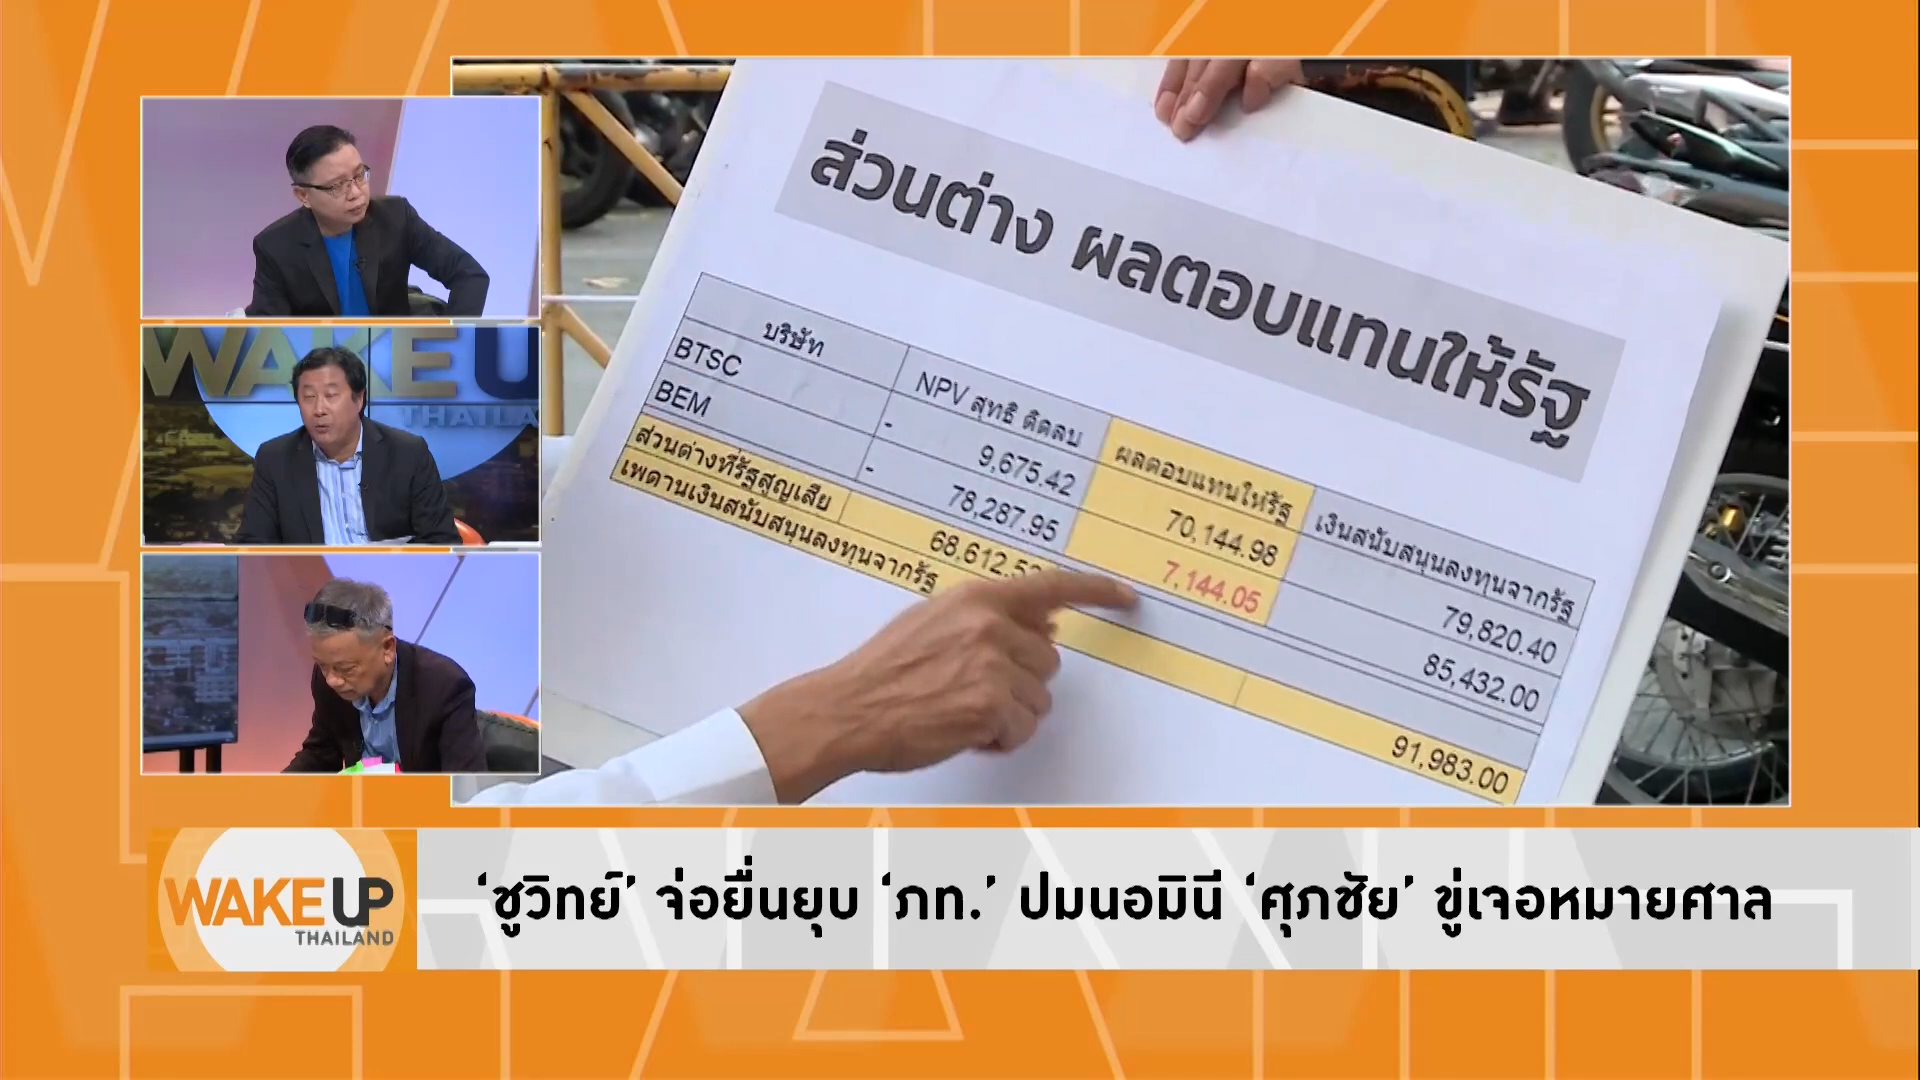 WAKE U
THAILA
ส่วนต่าง ผลตอบแทนให้รัฐ
บริษัท NPV สุทธิ ติดลบ ผลตอบแทนให้รัฐ เงินสนับสนุนลงทุนจากรัฐ
BTSC - 9,675.42 70,144.98 79,820.40
BEM - 78,287.95 7,144.05 85,432.00
ส่วนต่างที่รัฐสูญเสีย 68,612.53
เพดานเงินสนับสนุนลงทุนจากรัฐ 91,983.00
WAKE UP
THAILAND
‘ชูวิทย์’ จ่อยื่นยุบ ‘ภท.’ ปมนอมินี ‘ศุภชัย’ ขู่เจอหมายศาล